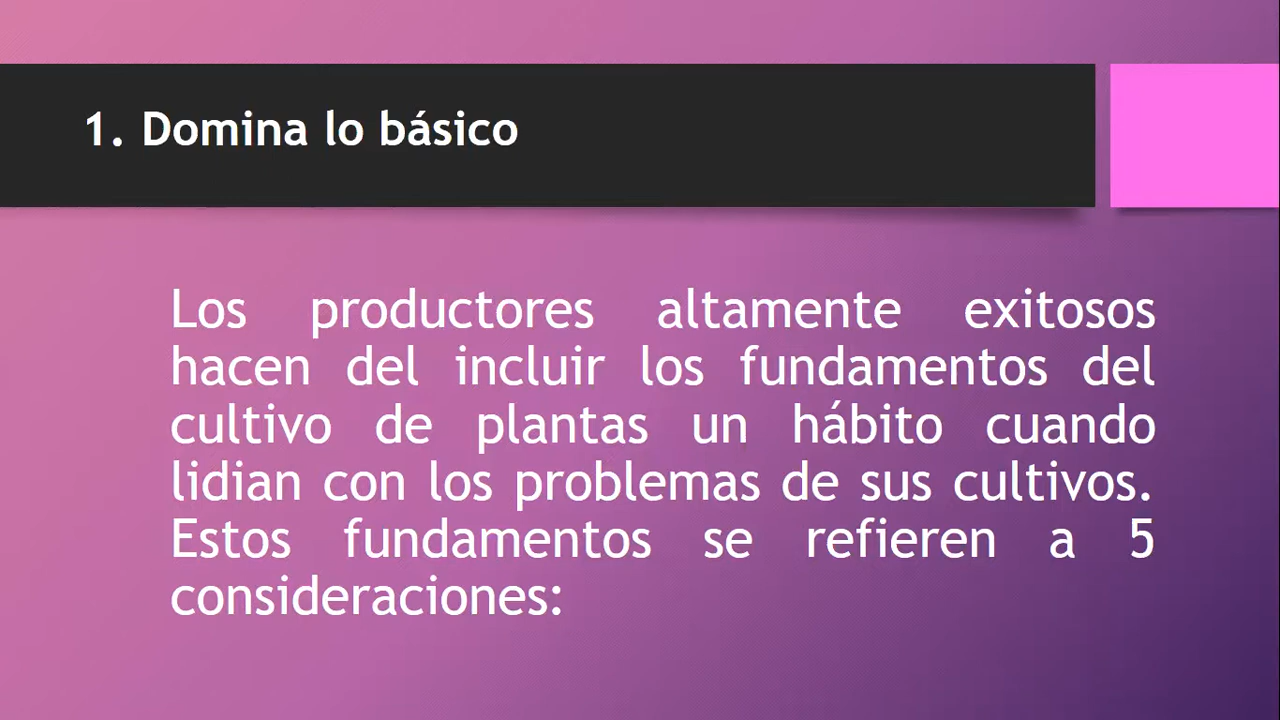 1. Domina lo básico
Los productores altamente exitosos
hacen del incluir los fundamentos del
cultivo de plantas un hábito cuando
lidian con los problemas de sus cultivos.
Estos fundamentos se refieren a 5
consideraciones: